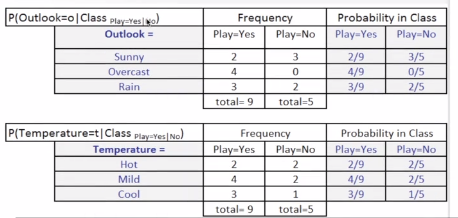 P(Outlook=o|Class Play=Yes|No) Frequency Probability in Class
Outlook = Play=Yes Play=No Play=Yes Play=No
Sunny 2 3 2/9 3/5
Overcast 4 0 4/9 0/5
Rain 3 2 3/9 2/5
total= 9 total=5
P(Temperature=t|Class Play=Yes|No) Frequency Probability in Class
Temperature = Play=Yes Play=No Play=Yes Play=No
Hot 2 2 2/9 2/5
Mild 4 2 4/9 2/5
Cool 3 1 3/9 1/5
total= 9 total=5